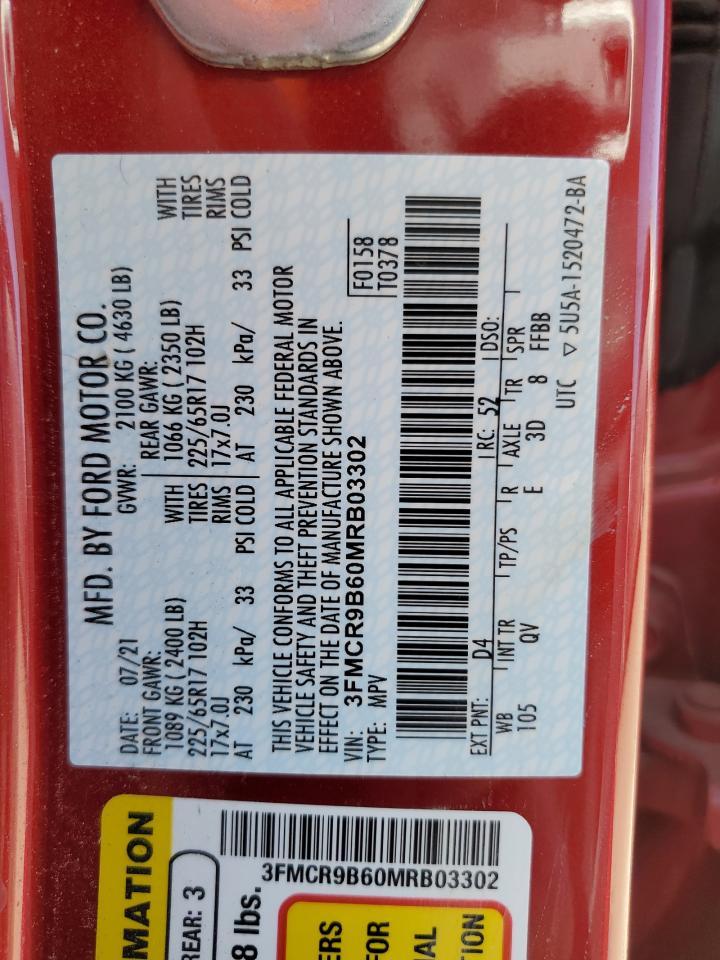 MFD. BY FORD MOTOR CO.
DATE: 07/21 GVWR: 2100 KG ( 4630 LB)
FRONT GAWR: REAR GAWR:
1089 KG ( 2400 LB) WITH 1066 KG ( 2350 LB) WITH
225/65R17 102H TIRES 225/65R17 102H TIRES
17x7.0J RIMS 17x7.0J RIMS
AT 230 kPa/ 33 PSI COLD AT 230 kPa/ 33 PSI COLD
THIS VEHICLE CONFORMS TO ALL APPLICABLE FEDERAL MOTOR
VEHICLE SAFETY AND THEFT PREVENTION STANDARDS IN
EFFECT ON THE DATE OF MANUFACTURE SHOWN ABOVE.
VIN: 3FMCR9B60MRB03302 F0158
TYPE: MPV T0378
EXT PNT: D4 RC: 52 DSO:
WB INT TR TP/PS R AXLE TR SPR
105 QV E 3D 8 FFBB
UTC ▽ 5U5A-1520472-BA
MATION
REAR: 3
8 lbs.
3FMCR9B60MRB03302
ERS
FOR
AL
TION